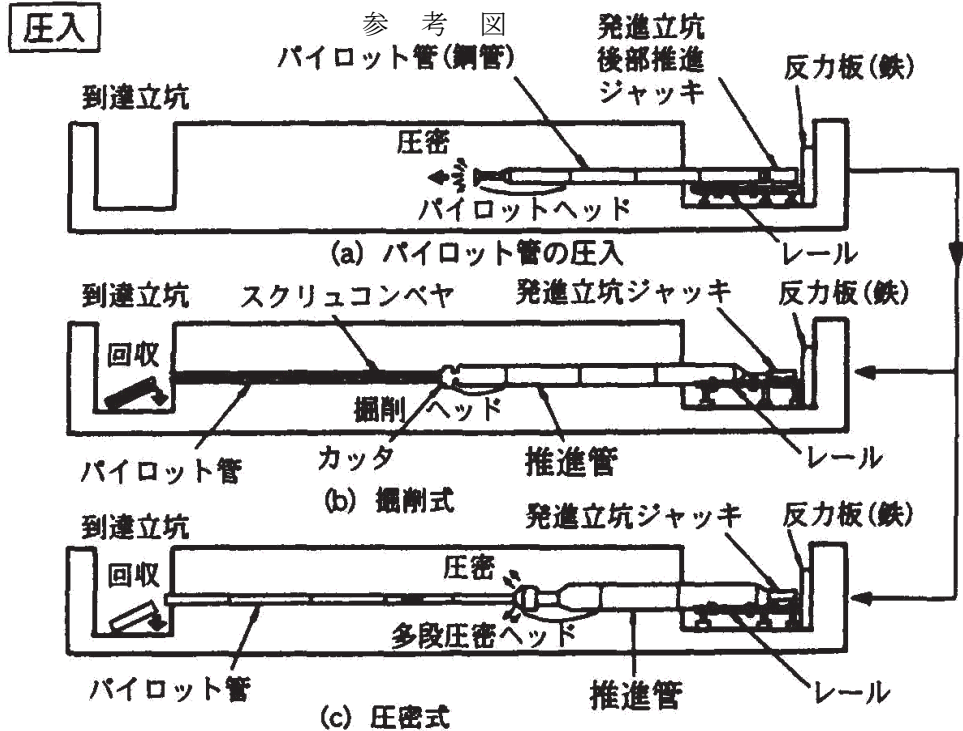 圧入
参考図
パイロット管(鋼管)
発進立坑
後部推進
ジャッキ
反力板(鉄)
到達立坑
圧密
パイロットヘッド
レール
(a) パイロット管の圧入
到達立坑
スクリュコンベヤ
発進立坑ジャッキ
反力板(鉄)
回収
掘削ヘッド
パイロット管
カッタ
推進管
レール
(b) 掘削式
到達立坑
発進立坑ジャッキ
反力板(鉄)
回収
圧密
多段圧密ヘッド
パイロット管
推進管
レール
(c) 圧密式